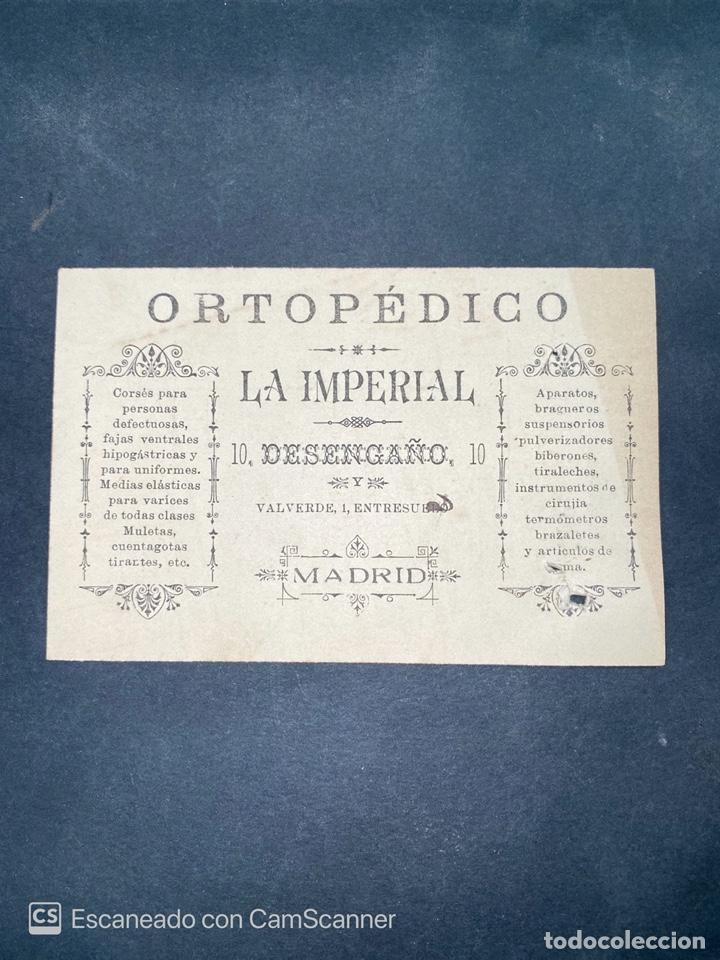 ORTOPÉDICO
LA IMPERIAL
10, DESENGAÑO, 10
Y
VALVERDE, 1, ENTRESUELO
MADRID
Corsés para
personas
defectuosas,
fajas ventrales
hipogástricas y
para uniformes.
Medias elásticas
para varices
de todas clases
Muletas,
cuentagotas
tirantes, etc.
Aparatos,
bragueros
suspensorios
pulverizadores
biberones,
tiraleches,
instrumentos de
cirujia
termómetros
brazaletes
y artículos de
CS Escaneado con CamScanner
todocoleccion